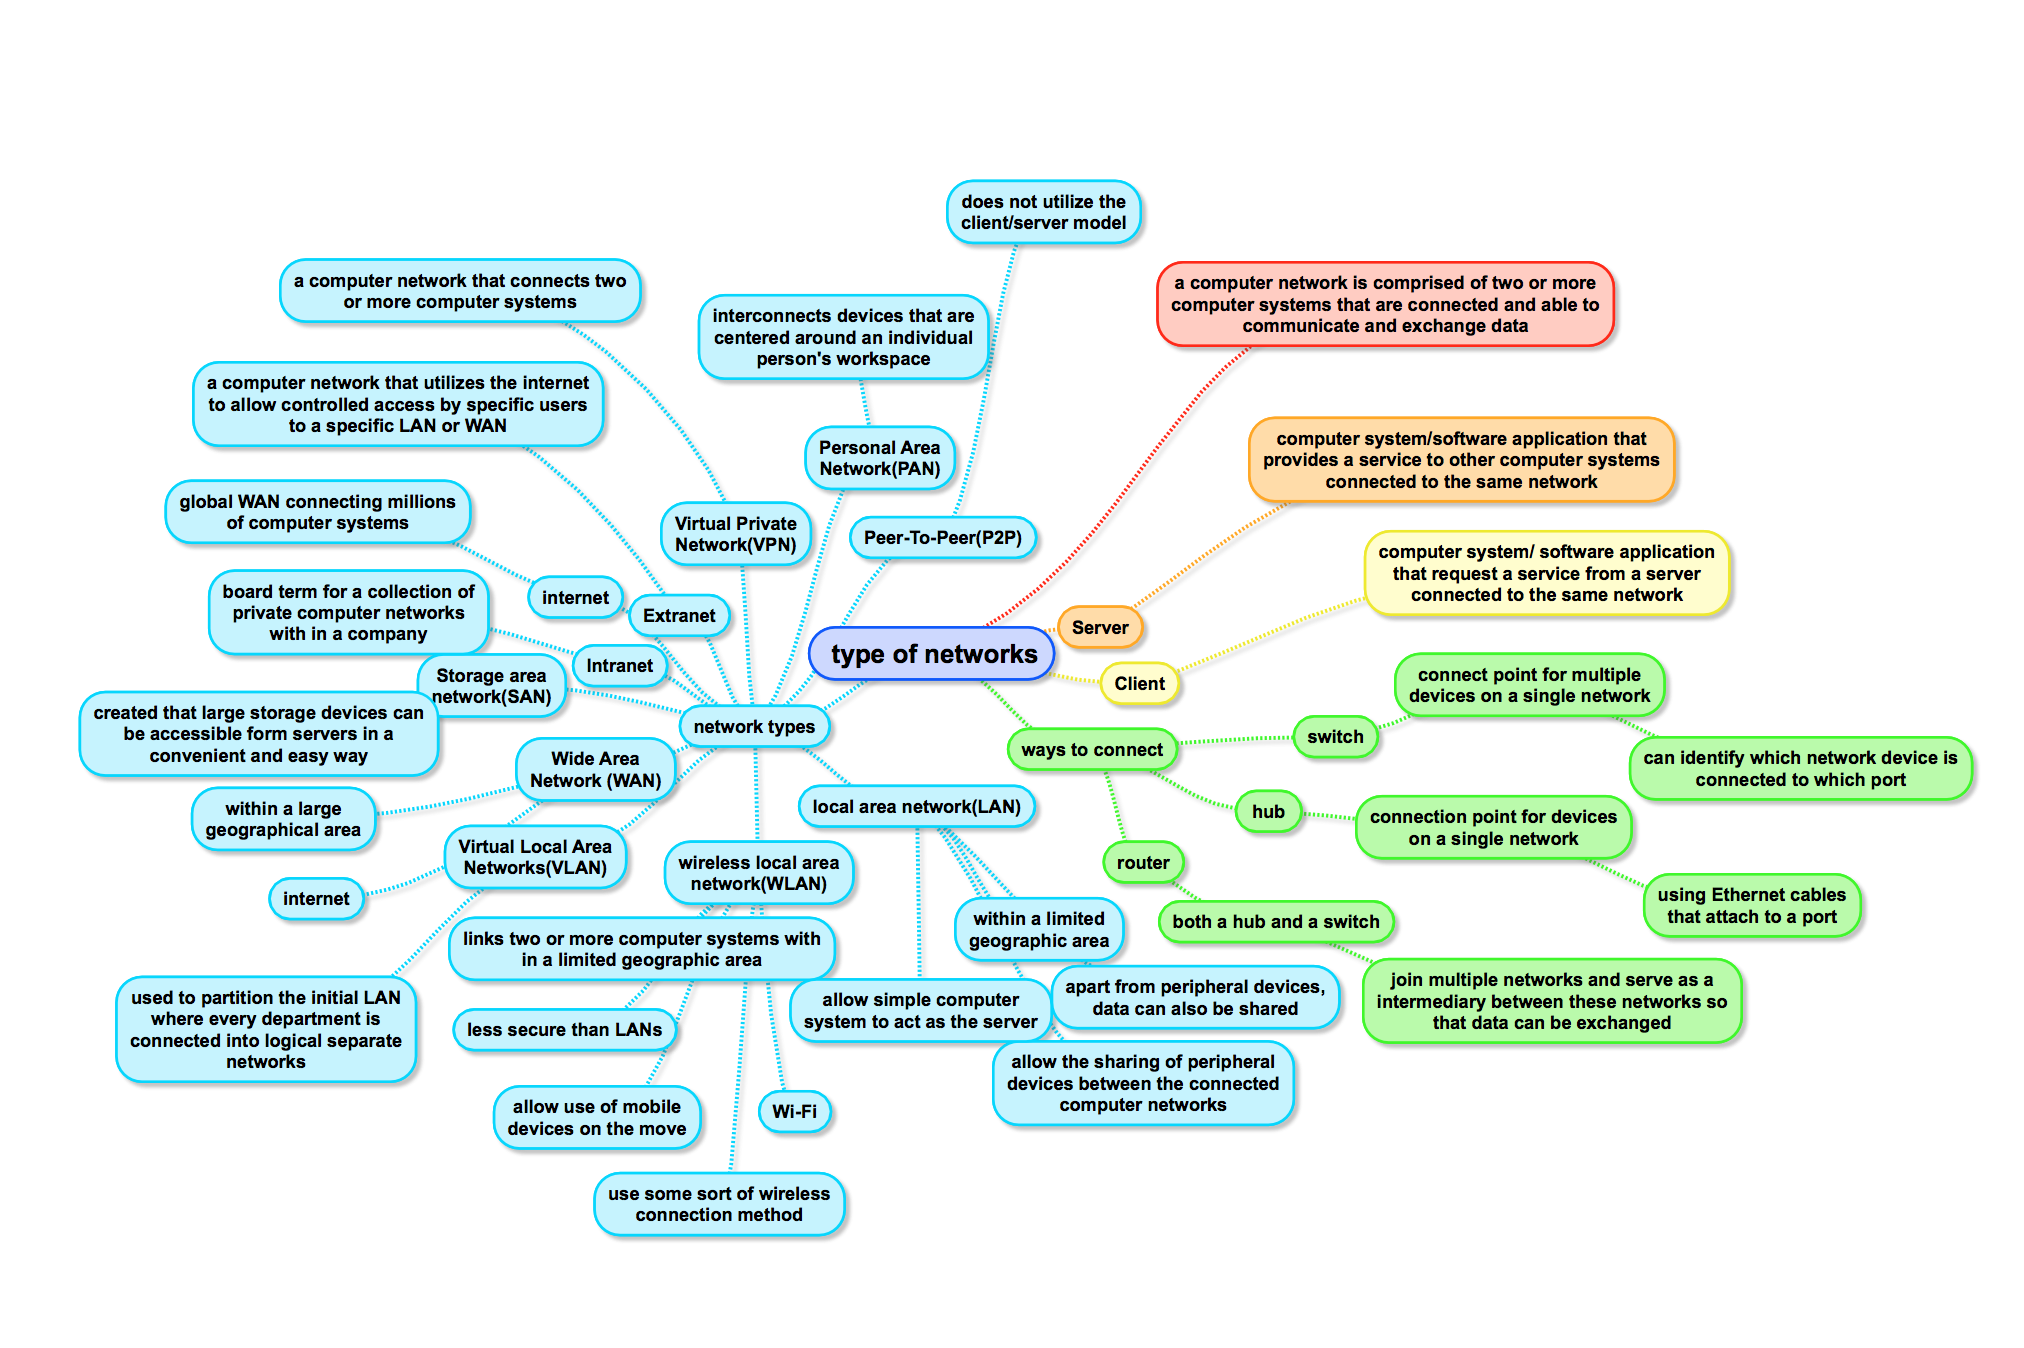 does not utilize the
client/server model
a computer network that connects two
or more computer systems
a computer network is comprised of two or more
computer systems that are connected and able to
communicate and exchange data
interconnects devices that are
centered around an individual
person's workspace
a computer network that utilizes the internet
to allow controlled access by specific users
to a specific LAN or WAN
Personal Area
Network(PAN)
computer system/software application that
provides a service to other computer systems
connected to the same network
global WAN connecting millions
of computer systems
Virtual Private
Network(VPN)
Peer-To-Peer(P2P)
computer system/ software application
that request a service from a server
connected to the same network
internet
Extranet
board term for a collection of
private computer networks
with in a company
Server
type of networks
Intranet
Storage area
network(SAN)
Client
connect point for multiple
devices on a single network
created that large storage devices can
be accessible form servers in a
convenient and easy way
network types
ways to connect
switch
can identify which network device is
connected to which port
Wide Area
Network (WAN)
within a large
geographical area
local area network(LAN)
hub
connection point for devices
on a single network
Virtual Local Area
Networks(VLAN)
wireless local area
network(WLAN)
router
internet
using Ethernet cables
that attach to a port
within a limited
geographic area
both a hub and a switch
links two or more computer systems with
in a limited geographic area
used to partition the initial LAN
where every department is
connected into logical separate
networks
allow simple computer
system to act as the server
apart from peripheral devices,
data can also be shared
join multiple networks and serve as a
intermediary between these networks so
that data can be exchanged
less secure than LANs
allow the sharing of peripheral
devices between the connected
computer networks
allow use of mobile
devices on the move
Wi-Fi
use some sort of wireless
connection method